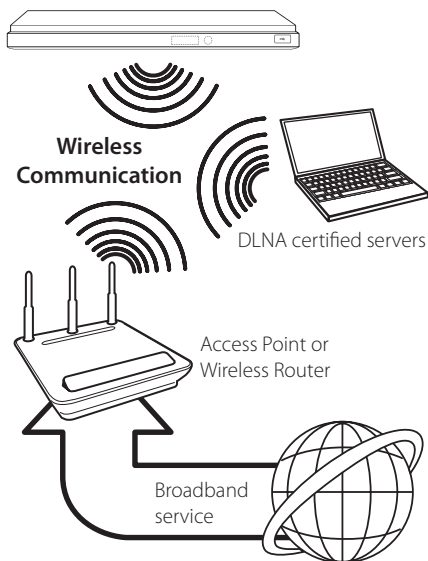 Wireless
Communication
DLNA certified servers
Access Point or
Wireless Router
Broadband
service